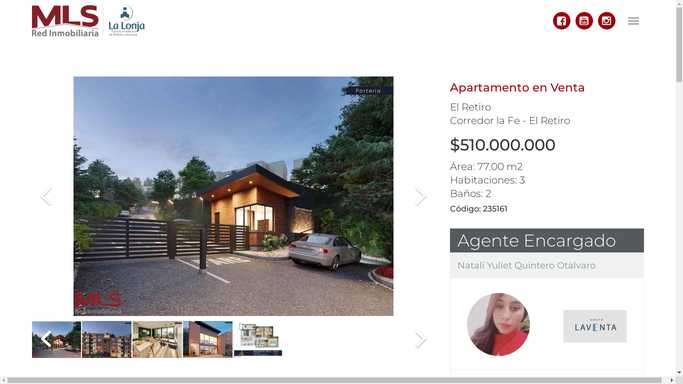 MLS
Red Inmobiliaria
La Lonja
Portería
MLS
Red Inmobiliaria
Apartamento en Venta
El Retiro
Corredor la Fe - El Retiro
$510.000.000
Área: 77.00 m2
Habitaciones: 3
Baños: 2
Código: 235161
Agente Encargado
Natali Yuliet Quintero Otalvaro
LAVENTA